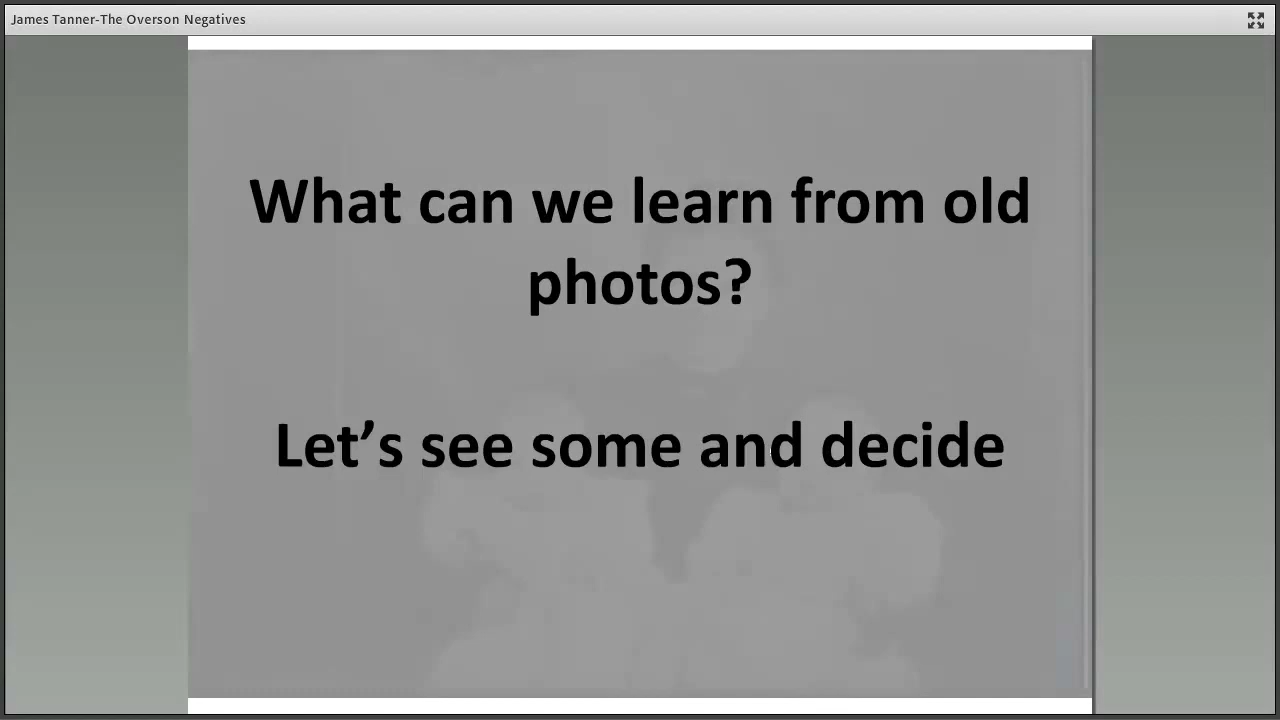 James Tanner-The Overson Negatives
What can we learn from old
photos?
Let’s see some and decide